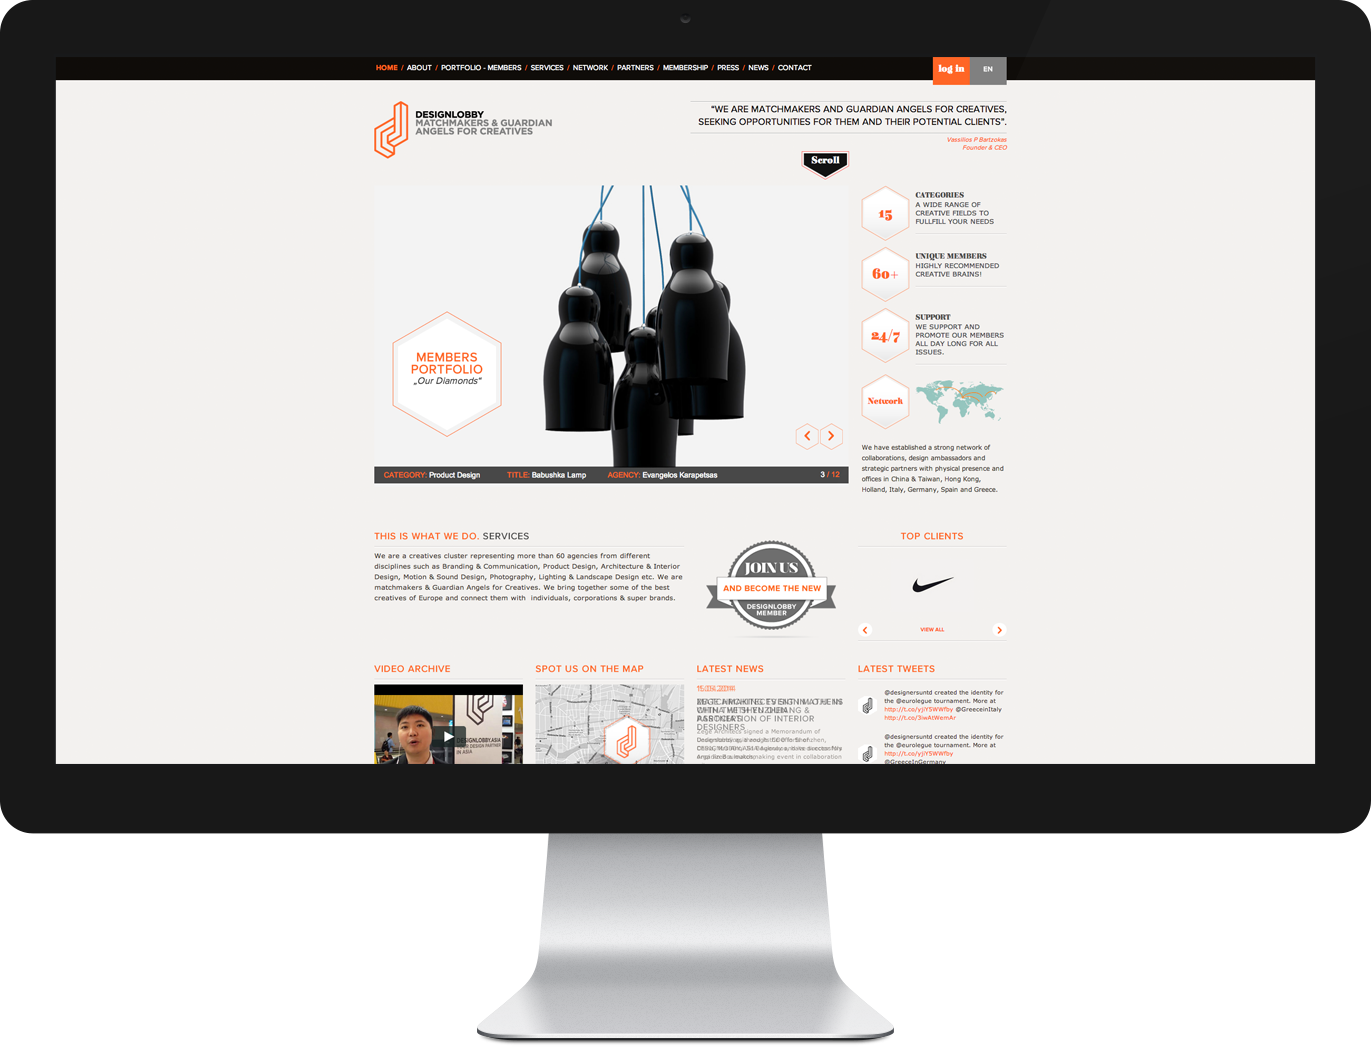 HOME / ABOUT / PORTFOLIO - MEMBERS / SERVICES / NETWORK / PARTNERS / MEMBERSHIP / PRESS / NEWS / CONTACT
log in
EN
DESIGNLOBBY
MATCHMAKERS & GUARDIAN
ANGELS FOR CREATIVES
"WE ARE MATCHMAKERS AND GUARDIAN ANGELS FOR CREATIVES,
SEEKING OPPORTUNITIES FOR THEM AND THEIR POTENTIAL CLIENTS".
Vassilios P Bartzokas
Founder & CEO
Scroll
MEMBERS
PORTFOLIO
„Our Diamonds"
CATEGORY: Product Design TITLE: Babushka Lamp AGENCY: Evangelos Karapetsas 3 / 12
15
CATEGORIES
A WIDE RANGE OF
CREATIVE FIELDS TO
FULLFILL YOUR NEEDS
60+
UNIQUE MEMBERS
HIGHLY RECOMMENDED
CREATIVE BRAINS!
24/7
SUPPORT
WE SUPPORT AND
PROMOTE OUR MEMBERS
ALL DAY LONG FOR ALL
ISSUES.
Network
We have established a strong network of
collaborations, design ambassadors and
strategic partners with physical presence and
offices in China & Taiwan, Hong Kong,
Holland, Italy, Germany, Spain and Greece.
THIS IS WHAT WE DO. SERVICES
We are a creatives cluster representing more than 60 agencies from different
disciplines such as Branding & Communication, Product Design, Architecture & Interior
Design, Motion & Sound Design, Photography, Lighting & Landscape Design etc. We are
matchmakers & Guardian Angels for Creatives. We bring together some of the best
creatives of Europe and connect them with individuals, corporations & super brands.
JOIN US
AND BECOME THE NEW
DESIGNLOBBY
MEMBER
TOP CLIENTS
VIEW ALL
VIDEO ARCHIVE
DESIGNLOBBY.ASIA
YOUR DESIGN PARTNER
IN ASIA
SPOT US ON THE MAP
LATEST NEWS
DESIGNERS
LATEST TWEETS
@designersuntd created the identity for
the @eurolegue tournament. More at
http://t.co/yjiY5WWfby @GreeceinItaly
http://t.co/3iwAtWemAr
@designersuntd created the identity for
the @eurolegue tournament. More at
http://t.co/yjiY5WWfby
@GreeceInGermany